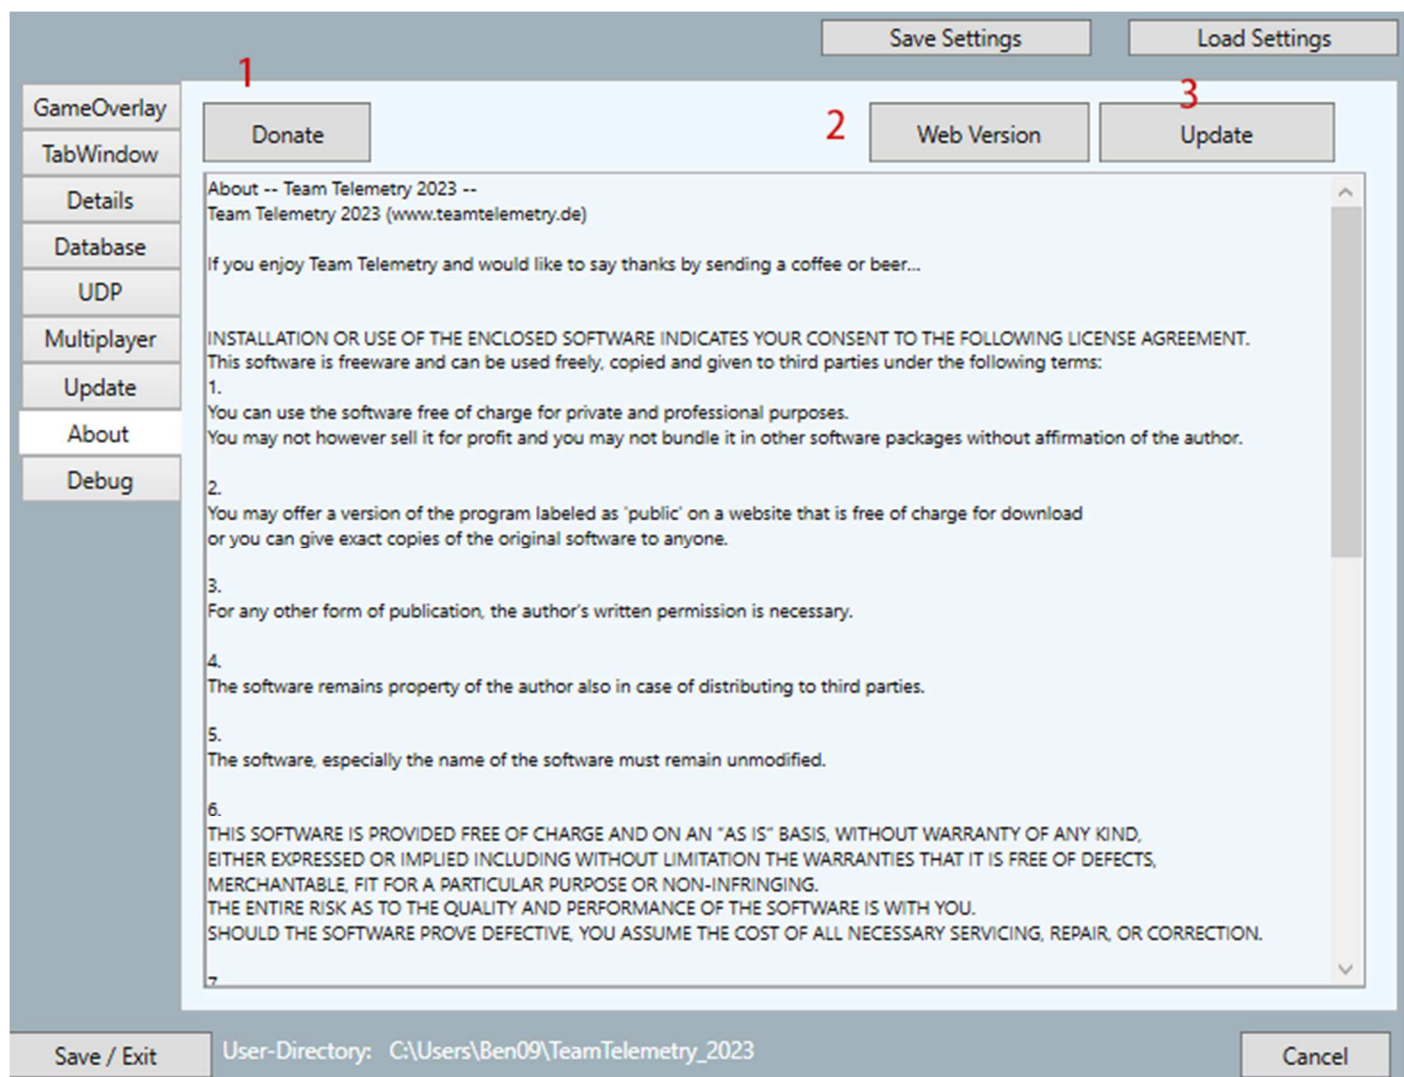 Save Settings
Load Settings
1
2
3
GameOverlay
TabWindow
Details
Database
UDP
Multiplayer
Update
About
Debug
Donate
Web Version
Update
About -- Team Telemetry 2023 --
Team Telemetry 2023 (www.teamtelemetry.de)
If you enjoy Team Telemetry and would like to say thanks by sending a coffee or beer...
INSTALLATION OR USE OF THE ENCLOSED SOFTWARE INDICATES YOUR CONSENT TO THE FOLLOWING LICENSE AGREEMENT.
This software is freeware and can be used freely, copied and given to third parties under the following terms:
1.
You can use the software free of charge for private and professional purposes.
You may not however sell it for profit and you may not bundle it in other software packages without affirmation of the author.
2.
You may offer a version of the program labeled as 'public' on a website that is free of charge for download
or you can give exact copies of the original software to anyone.
3.
For any other form of publication, the author's written permission is necessary.
4.
The software remains property of the author also in case of distributing to third parties.
5.
The software, especially the name of the software must remain unmodified.
6.
THIS SOFTWARE IS PROVIDED FREE OF CHARGE AND ON AN "AS IS" BASIS, WITHOUT WARRANTY OF ANY KIND,
EITHER EXPRESSED OR IMPLIED INCLUDING WITHOUT LIMITATION THE WARRANTIES THAT IT IS FREE OF DEFECTS,
MERCHANTABLE, FIT FOR A PARTICULAR PURPOSE OR NON-INFRINGING.
THE ENTIRE RISK AS TO THE QUALITY AND PERFORMANCE OF THE SOFTWARE IS WITH YOU.
SHOULD THE SOFTWARE PROVE DEFECTIVE, YOU ASSUME THE COST OF ALL NECESSARY SERVICING, REPAIR, OR CORRECTION.
7.
Save / Exit
User-Directory: C:\Users\Ben09\TeamTelemetry_2023
Cancel